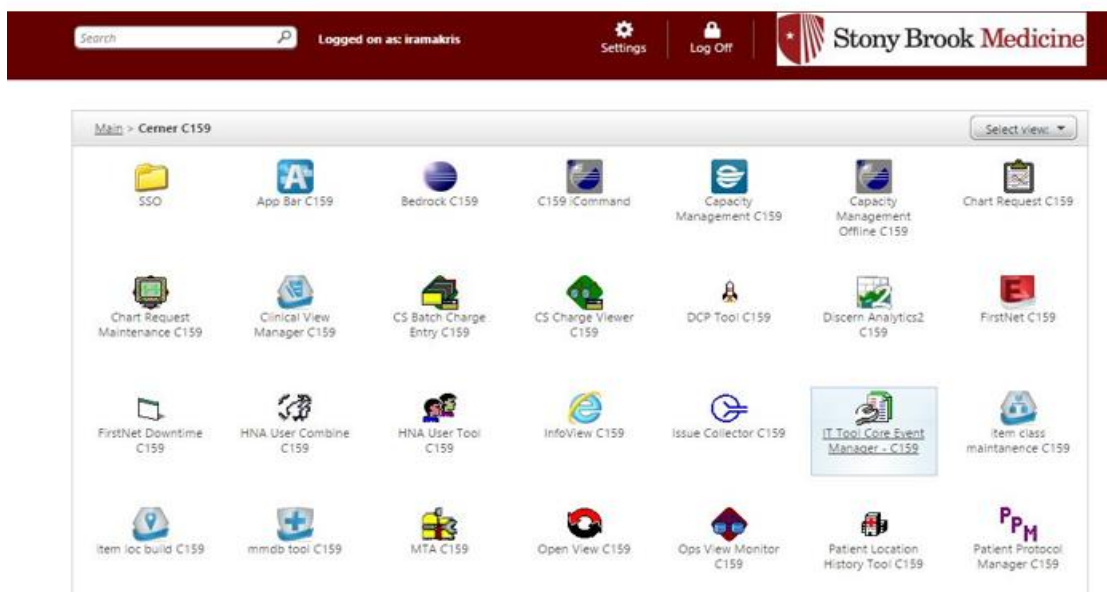 Search
Logged on as: iramakris
Settings
Log Off
Stony Brook Medicine
Main > Cerner C159
Select view:
SSO
App Bar C159
Bedrock C159
C159 iCommand
Capacity
Management C159
Capacity
Management
Offline C159
Chart Request C159
Chart Request
Maintenance C159
Clinical View
Manager C159
CS Batch Charge
Entry C159
CS Charge Viewer
C159
DCP Tool C159
Discern Analytics2
C159
FirstNet C159
FirstNet Downtime
C159
HNA User Combine
C159
HNA User Tool
C159
InfoView C159
Issue Collector C159
IT Tool Core Event
Manager - C159
item class
maintanence C159
item loc build C159
mmdb tool C159
MTA C159
Open View C159
Ops View Monitor
C159
Patient Location
History Tool C159
PPM
Patient Protocol
Manager C159